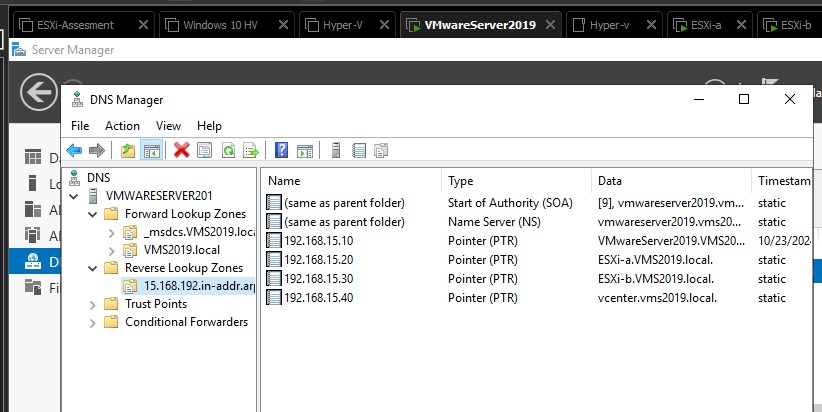 ESXi-Assesment Windows 10 HV Hyper-V VMwareServer2019 Hyper-v ESXi-a ESXi-b
Server Manager
DNS Manager
File Action View Help
DNS
VMWARESERVER201
Forward Lookup Zones
_msdcs.VMS2019.loca
VMS2019.local
Reverse Lookup Zones
15.168.192.in-addr.arp
Trust Points
Conditional Forwarders
Name Type Data Timestam
(same as parent folder) Start of Authority (SOA) [9], vmwareserver2019.vm... static
(same as parent folder) Name Server (NS) vmwareserver2019.vms20... static
192.168.15.10 Pointer (PTR) VMwareServer2019.VMS20... 10/23/202
192.168.15.20 Pointer (PTR) ESXi-a.VMS2019.local. static
192.168.15.30 Pointer (PTR) ESXi-b.VMS2019.local. static
192.168.15.40 Pointer (PTR) vcenter.vms2019.local. static